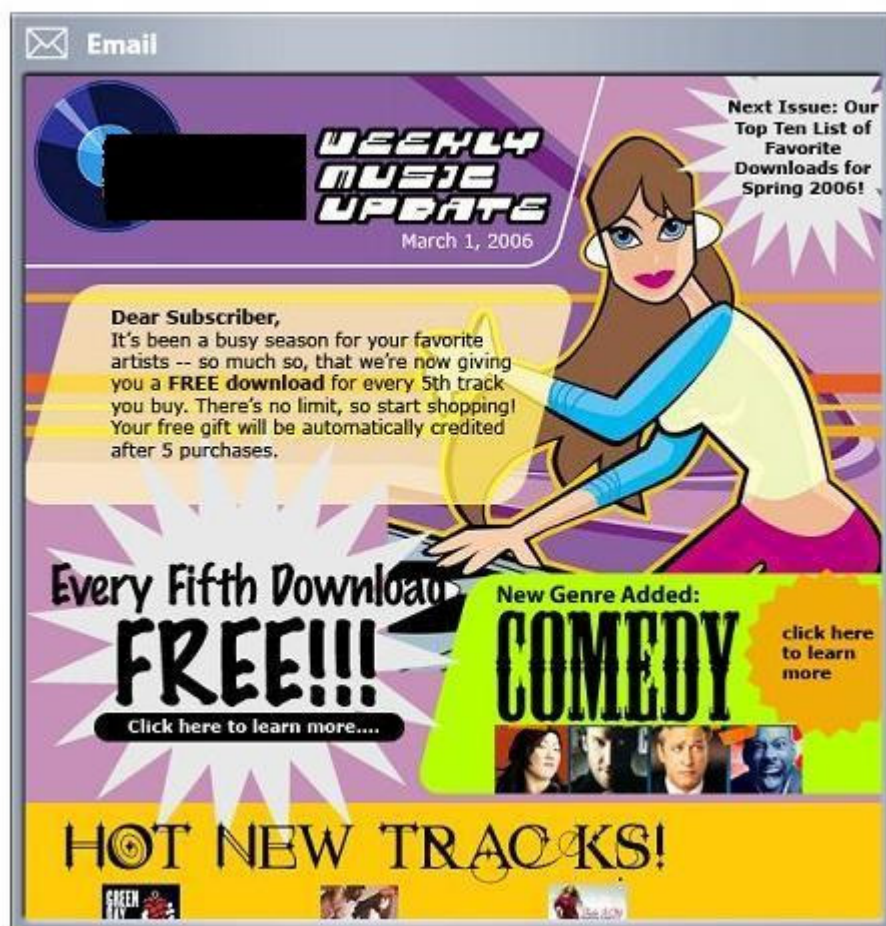 Email
WEEKLY
MUSIC
UPDATE
March 1, 2006
Next Issue: Our
Top Ten List of
Favorite
Downloads for
Spring 2006!
Dear Subscriber,
It's been a busy season for your favorite
artists -- so much so, that we're now giving
you a FREE download for every 5th track
you buy. There's no limit, so start shopping!
Your free gift will be automatically credited
after 5 purchases.
Every Fifth Download
FREE!!!
Click here to learn more....
New Genre Added:
COMEDY
click here
to learn
more
HOT NEW TRACKS!
GREEN
DAY